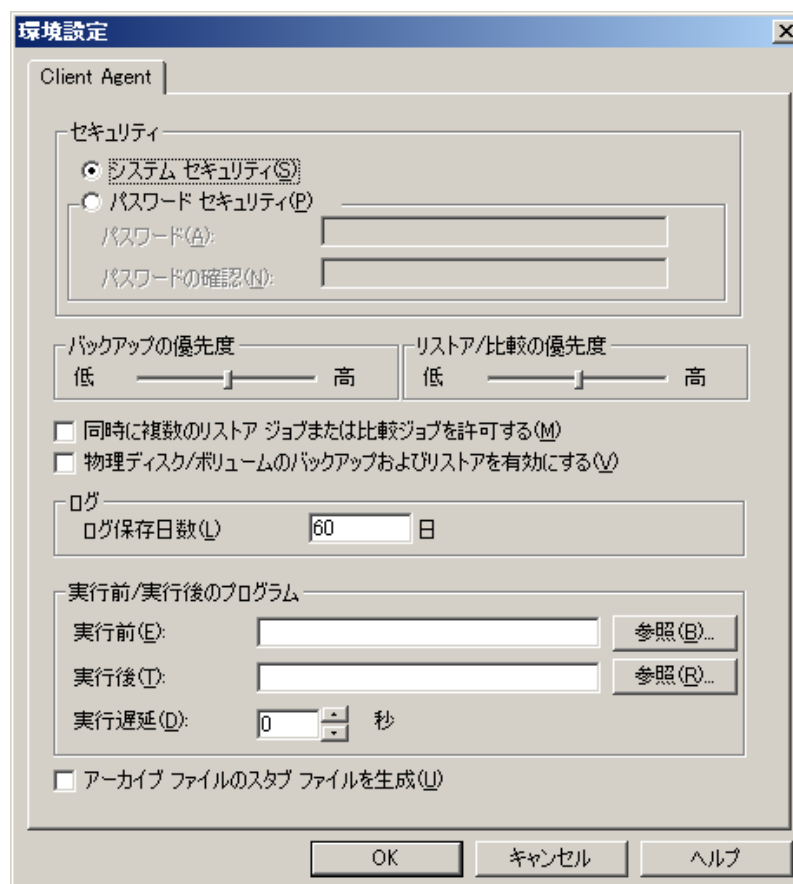 環境設定
Client Agent
セキュリティ
システム セキュリティ(S)
パスワード セキュリティ(P)
パスワード(A):
パスワードの確認(N):
バックアップの優先度
低 高
リストア/比較の優先度
低 高
同時に複数のリストア ジョブまたは比較ジョブを許可する(M)
物理ディスク/ボリュームのバックアップおよびリストアを有効にする(V)
ログ
ログ保存日数(L) 60 日
実行前/実行後のプログラム
実行前(E): 参照(B)...
実行後(T): 参照(R)...
実行遅延(D): 0 秒
アーカイブ ファイルのスタブ ファイルを生成(U)
OK キャンセル ヘルプ